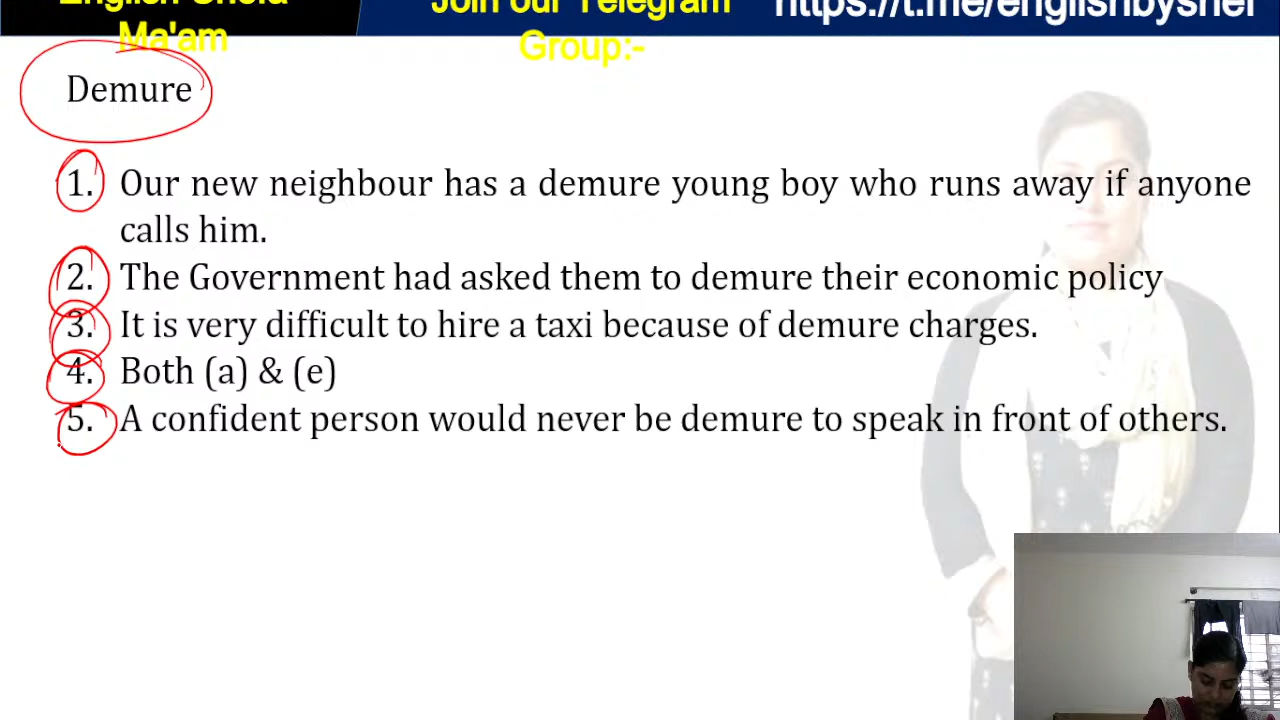 Join our Telegram https://t.me/englishbyshef
Ma'am Group:-
Demure
1. Our new neighbour has a demure young boy who runs away if anyone
calls him.
2. The Government had asked them to demure their economic policy
3. It is very difficult to hire a taxi because of demure charges.
4. Both (a) & (e)
5. A confident person would never be demure to speak in front of others.